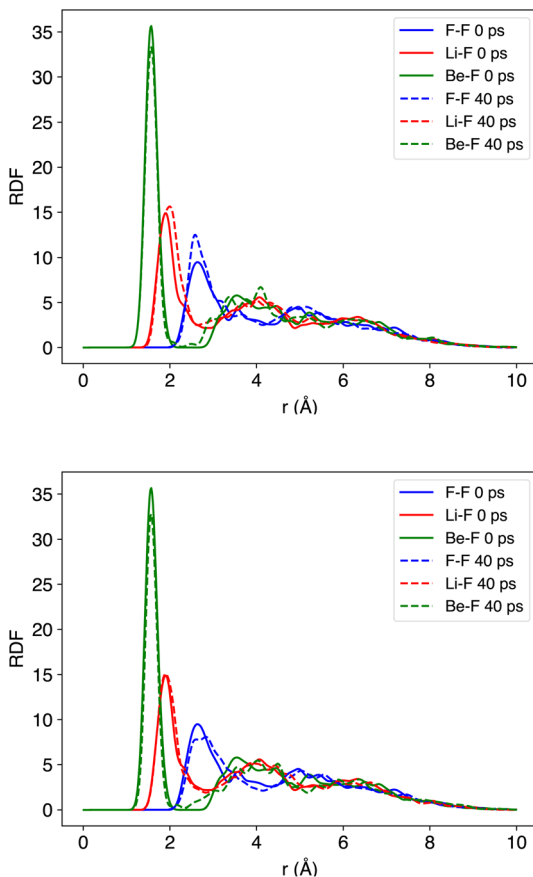 35
30
25
20
15
10
5
0
RDF
F-F 0 ps
Li-F 0 ps
Be-F 0 ps
F-F 40 ps
Li-F 40 ps
Be-F 40 ps
0 2 4 6 8 10
r (Å)
35
30
25
20
15
10
5
0
RDF
F-F 0 ps
Li-F 0 ps
Be-F 0 ps
F-F 40 ps
Li-F 40 ps
Be-F 40 ps
0 2 4 6 8 10
r (Å)